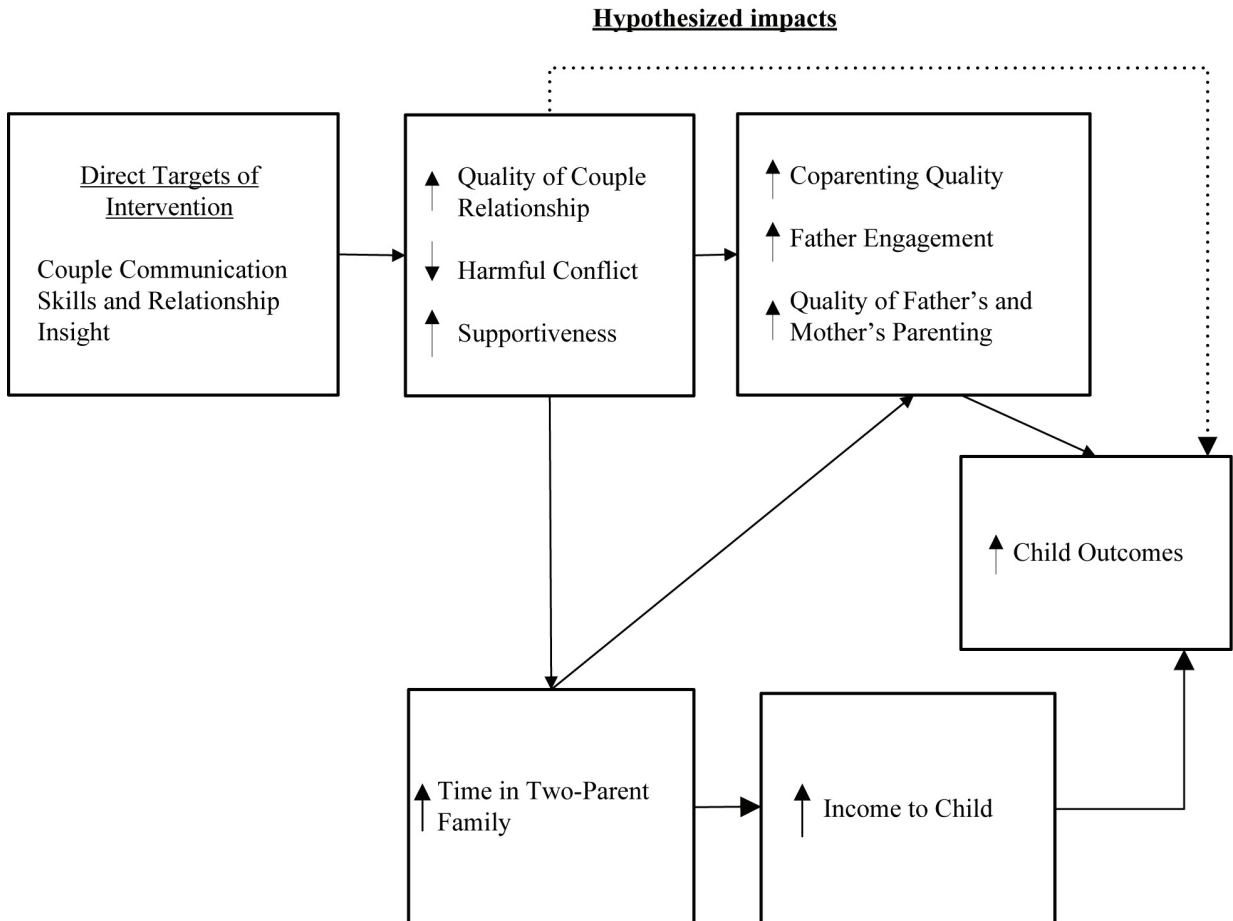 Hypothesized impacts
Direct Targets of
Intervention
Couple Communication
Skills and Relationship
Insight
Quality of Couple
Relationship
Harmful Conflict
Supportiveness
Coparenting Quality
Father Engagement
Quality of Father’s and
Mother’s Parenting
Child Outcomes
Time in Two-Parent
Family
Income to Child